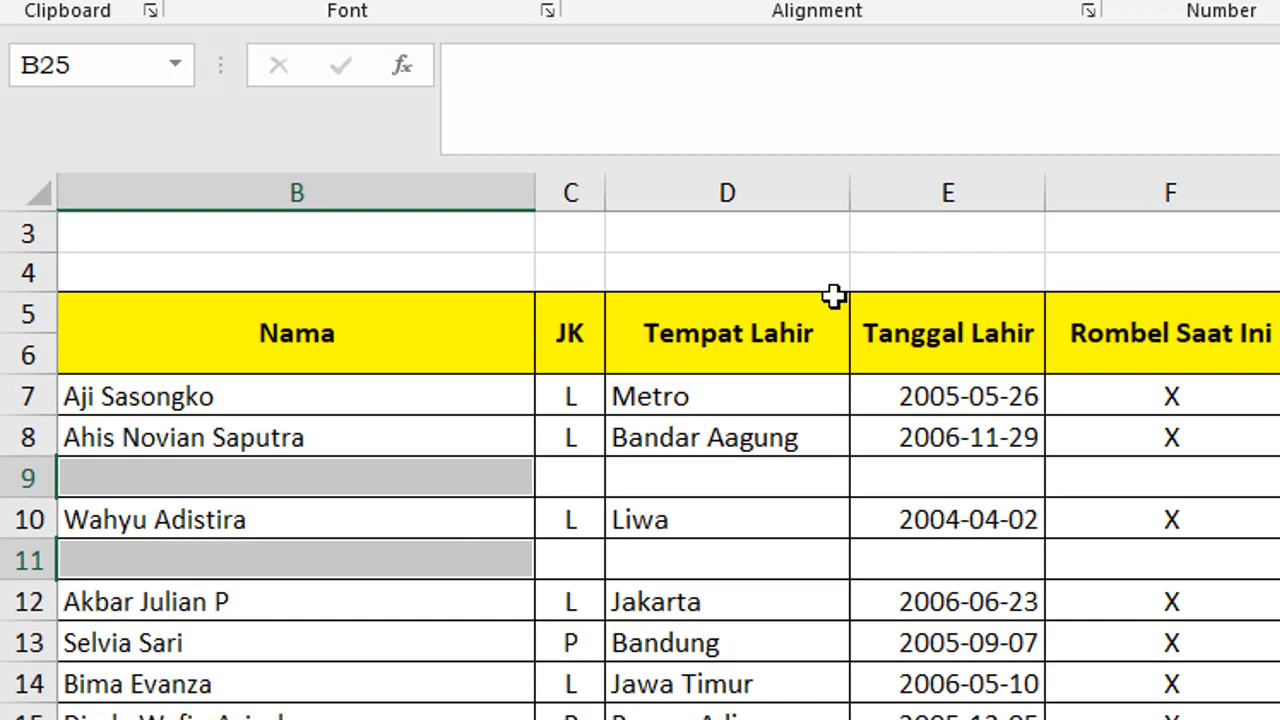 Clipboard Font Alignment Number
B25 fx
B C D E F
3
4
5
6
Nama JK Tempat Lahir Tanggal Lahir Rombel Saat Ini
7 Aji Sasongko L Metro 2005-05-26 X
8 Ahis Novian Saputra L Bandar Aagung 2006-11-29 X
9
10 Wahyu Adistira L Liwa 2004-04-02 X
11
12 Akbar Julian P L Jakarta 2006-06-23 X
13 Selvia Sari P Bandung 2005-09-07 X
14 Bima Evanza L Jawa Timur 2006-05-10 X